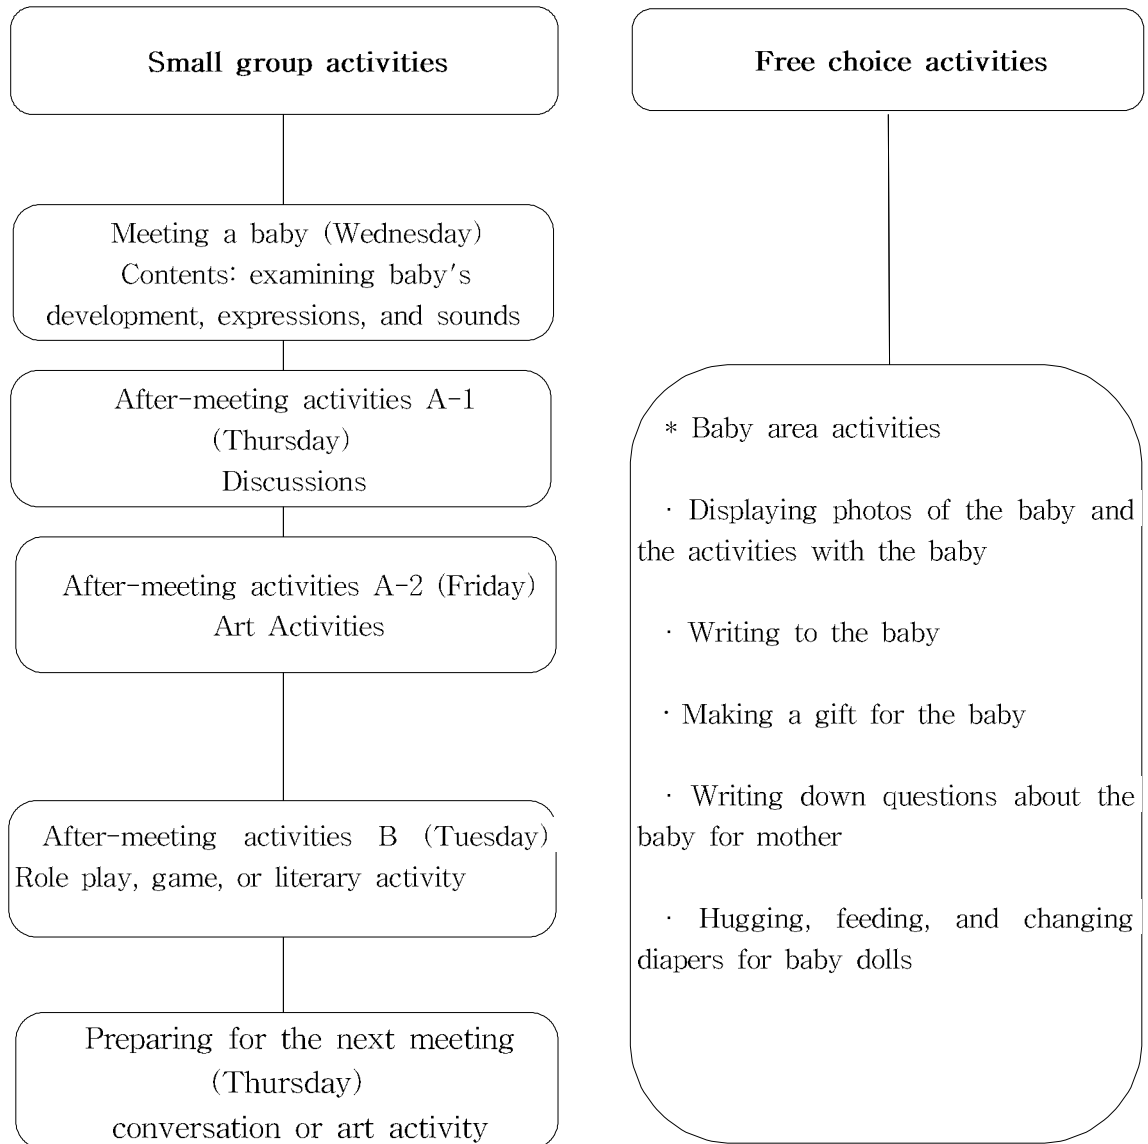 Small group activities
Meeting a baby (Wednesday)
Contents: examining baby's
development, expressions, and sounds
After-meeting activities A-1
(Thursday)
Discussions
After-meeting activities A-2 (Friday)
Art Activities
After-meeting activities B (Tuesday)
Role play, game, or literary activity
Preparing for the next meeting
(Thursday)
conversation or art activity
Free choice activities
* Baby area activities
· Displaying photos of the baby and
the activities with the baby
· Writing to the baby
· Making a gift for the baby
· Writing down questions about the
baby for mother
· Hugging, feeding, and changing
diapers for baby dolls